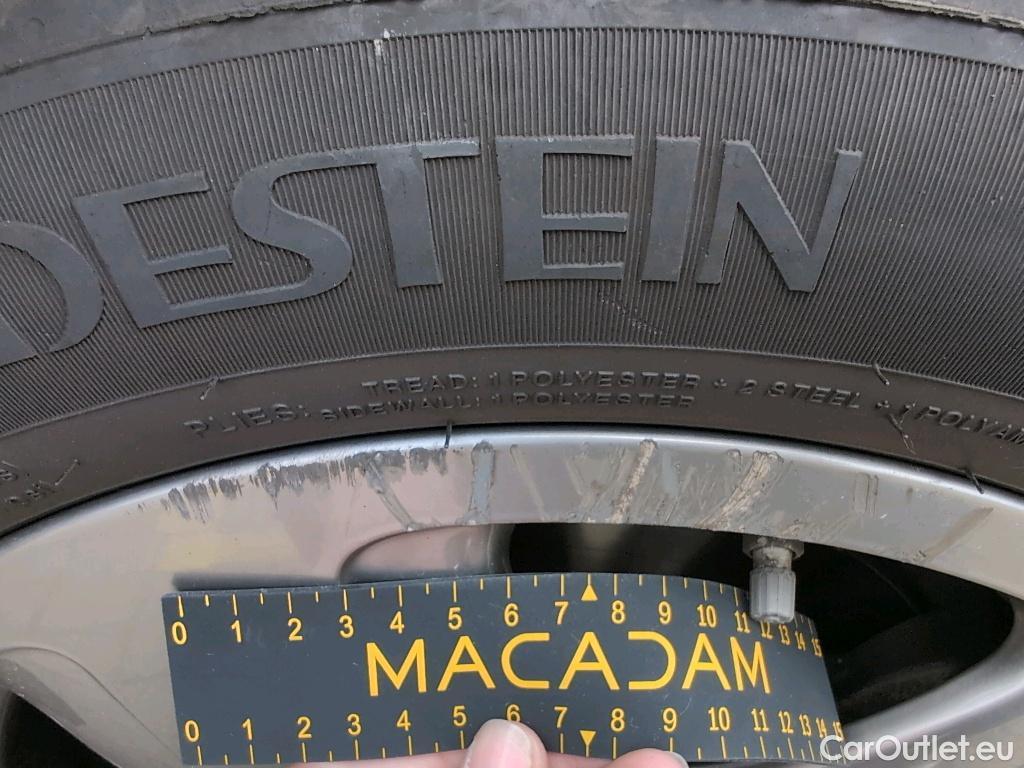 DESTEIN
TREAD: 1 POLYESTER + 2 STEEL + 1 POLYAM
PLIES: SIDEWALL: 1 POLYESTER
0 1 2 3 4 5 6 7 8 9 10 11 12 13 14 15
MACADAM
0 1 2 3 4 5 6 7 8 9 10 11 12 13 14 15
CarOutlet.eu